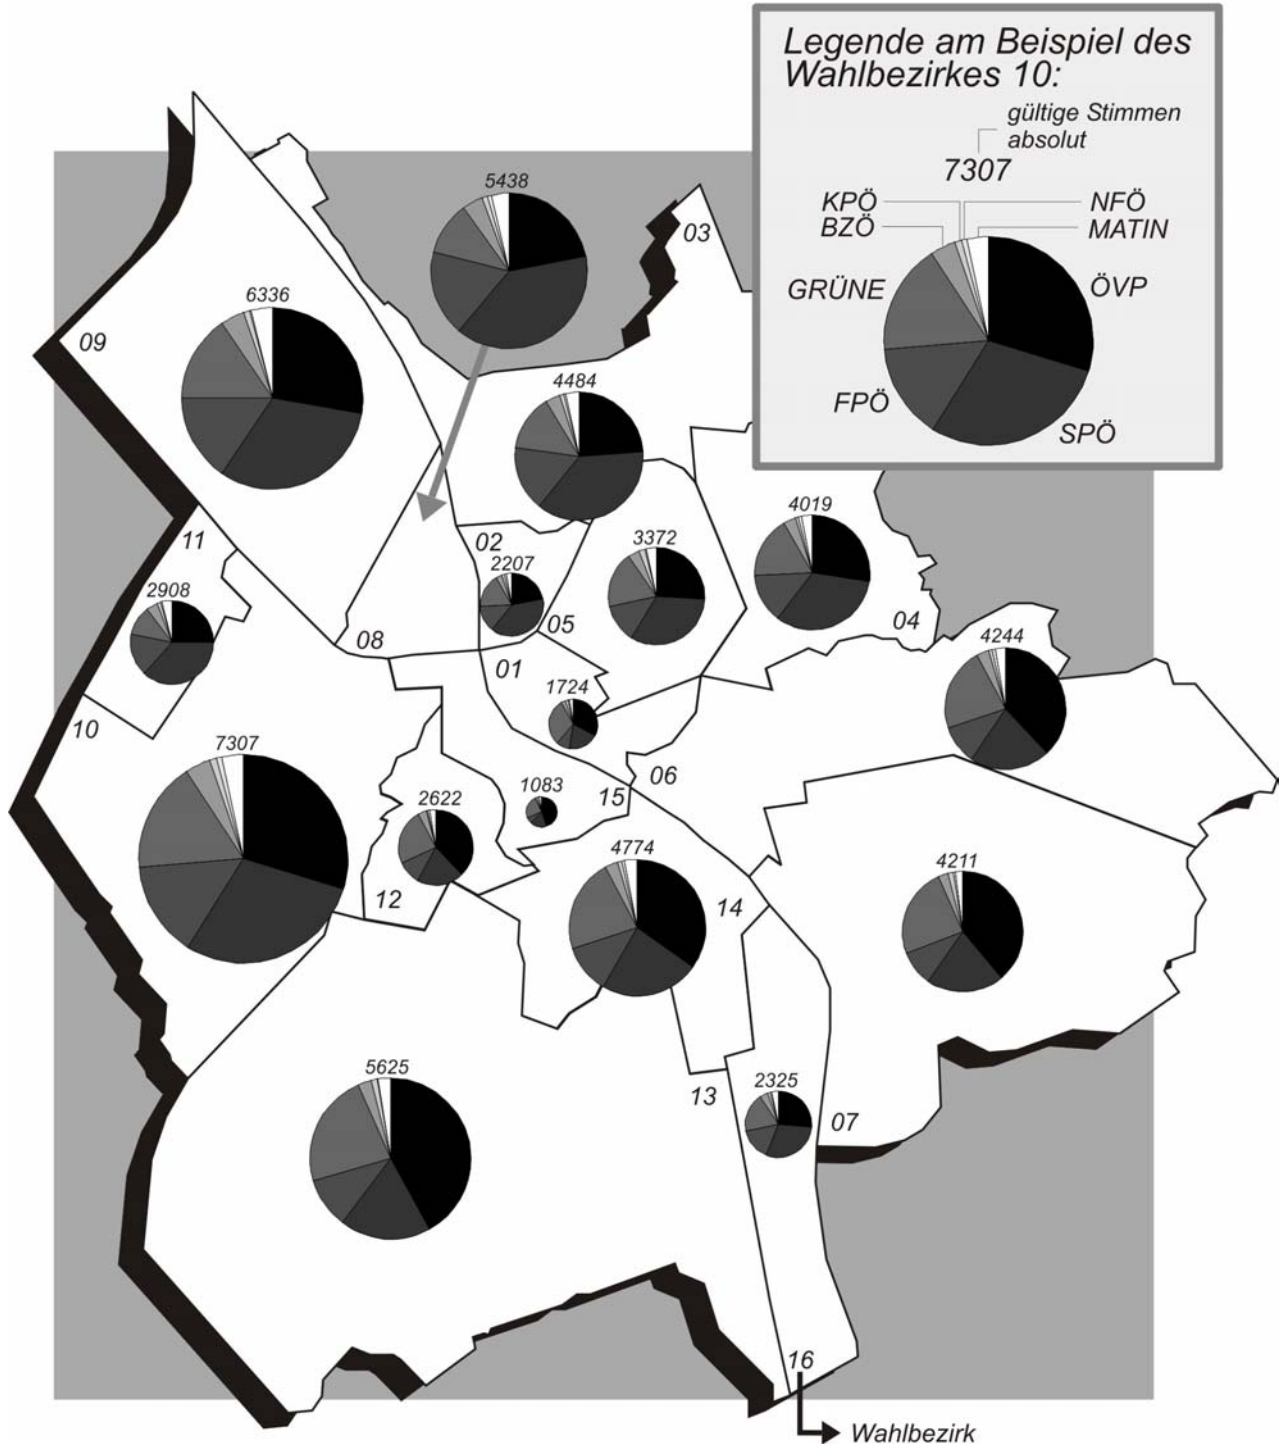 Legende am Beispiel des
Wahlbezirkes 10:
gültige Stimmen
absolut
7307
KPÖ
NFÖ
BZÖ
MATIN
GRÜNE
ÖVP
FPÖ
SPÖ
5438
03
6336
09
4484
4019
11
02
3372
2207
2908
05
04
08
01
4244
1724
10
7307
06
1083
15
2622
4774
4211
12
14
5625
2325
13
07
16
Wahlbezirk